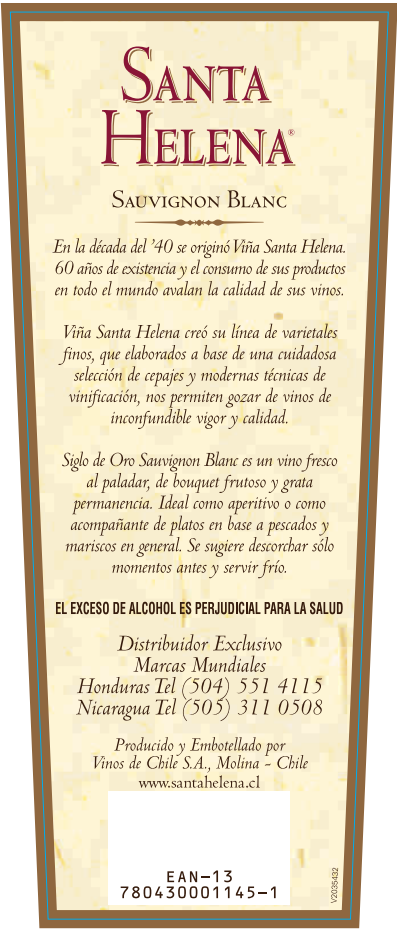 SANTA
HELENA®
SAUVIGNON BLANC
En la década del '40 se originó Viña Santa Helena.
60 años de existencia y el consumo de sus productos
en todo el mundo avalan la calidad de sus vinos.
Viña Santa Helena creó su línea de varietales
finos, que elaborados a base de una cuidadosa
selección de cepajes y modernas técnicas de
vinificación, nos permiten gozar de vinos de
inconfundible vigor y calidad.
Siglo de Oro Sauvignon Blanc es un vino fresco
al paladar, de bouquet frutoso y grata
permanencia. Ideal como aperitivo o como
acompañante de platos en base a pescados y
mariscos en general. Se sugiere descorchar sólo
momentos antes y servir frío.
EL EXCESO DE ALCOHOL ES PERJUDICIAL PARA LA SALUD
Distribuidor Exclusivo
Marcas Mundiales
Honduras Tel (504) 551 4115
Nicaragua Tel (505) 311 0508
Producido y Embotellado por
Vinos de Chile S.A., Molina - Chile
www.santahelena.cl
EAN-13
780430001145-1
V2035432